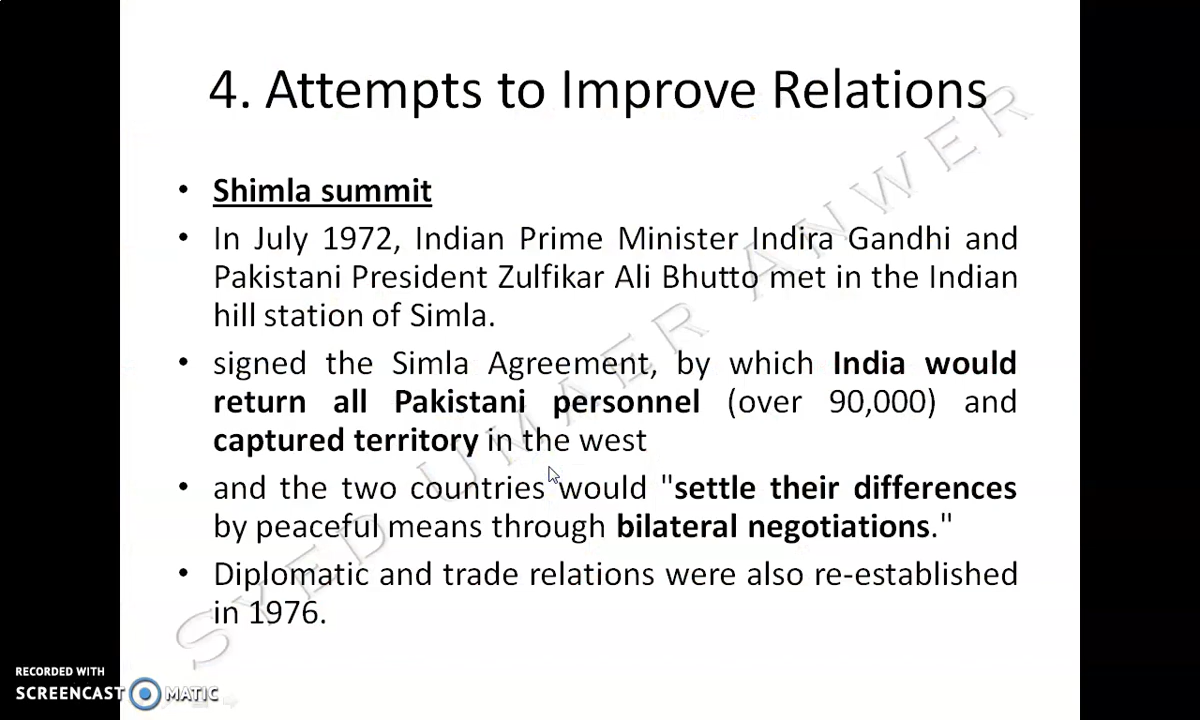 4. Attempts to Improve Relations
• Shimla summit
• In July 1972, Indian Prime Minister Indira Gandhi and
Pakistani President Zulfikar Ali Bhutto met in the Indian
hill station of Simla.
• signed the Simla Agreement, by which India would
return all Pakistani personnel (over 90,000) and
captured territory in the west
• and the two countries would "settle their differences
by peaceful means through bilateral negotiations."
• Diplomatic and trade relations were also re-established
in 1976.
SYED UMAER ANWER
RECORDED WITH
SCREENCAST MATIC